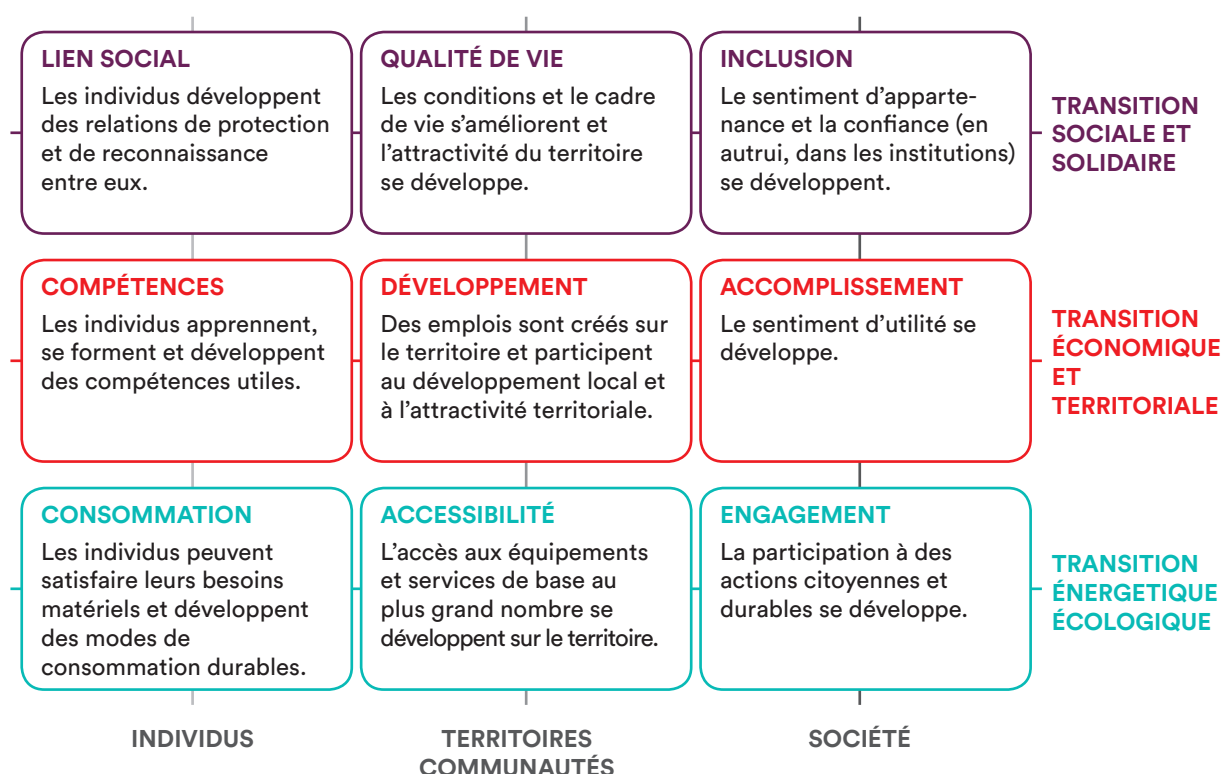 LIEN SOCIAL
Les individus développent
des relations de protection
et de reconnaissance
entre eux.
QUALITÉ DE VIE
Les conditions et le cadre
de vie s'améliorent et
l'attractivité du territoire
se développe.
INCLUSION
Le sentiment d'apparte-
nance et la confiance (en
autrui, dans les institutions)
se développent.
TRANSITION
SOCIALE ET
SOLIDAIRE
COMPÉTENCES
Les individus apprennent,
se forment et développent
des compétences utiles.
DÉVELOPPEMENT
Des emplois sont créés sur
le territoire et participent
au développement local et
à l'attractivité territoriale.
ACCOMPLISSEMENT
Le sentiment d'utilité se
développe.
TRANSITION
ÉCONOMIQUE
ET
TERRITORIALE
CONSOMMATION
Les individus peuvent
satisfaire leurs besoins
matériels et développent
des modes de
consommation durables.
ACCESSIBILITÉ
L'accès aux équipements
et services de base au
plus grand nombre se
développent sur le territoire.
ENGAGEMENT
La participation à des
actions citoyennes et
durables se développe.
TRANSITION
ÉNERGETIQUE
ÉCOLOGIQUE
INDIVIDUS
TERRITOIRES
COMMUNAUTÉS
SOCIÉTÉ